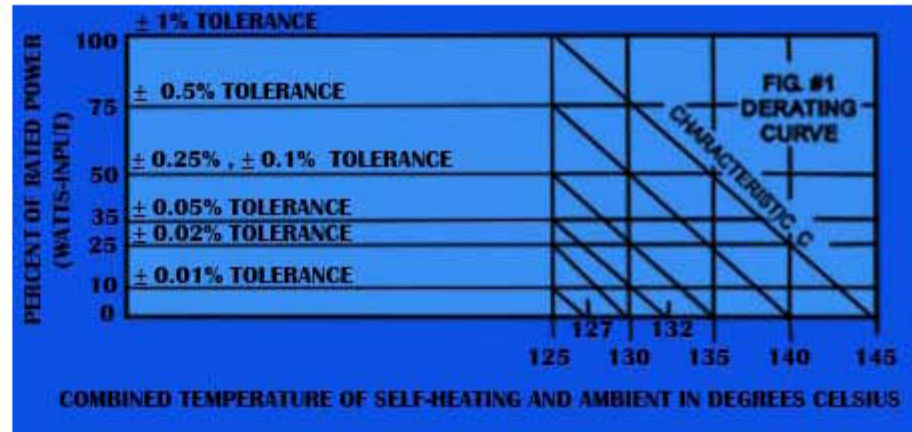 ± 1% TOLERANCE
100
± 0.5% TOLERANCE
75
± 0.25% , ± 0.1% TOLERANCE
50
± 0.05% TOLERANCE
35
± 0.02% TOLERANCE
25
± 0.01% TOLERANCE
10
0
PERCENT OF RATED POWER
(WATTS-INPUT)
FIG. #1
DERATING
CURVE
CHARACTERISTIC C
127 132
125 130 135 140 145
COMBINED TEMPERATURE OF SELF-HEATING AND AMBIENT IN DEGREES CELSIUS